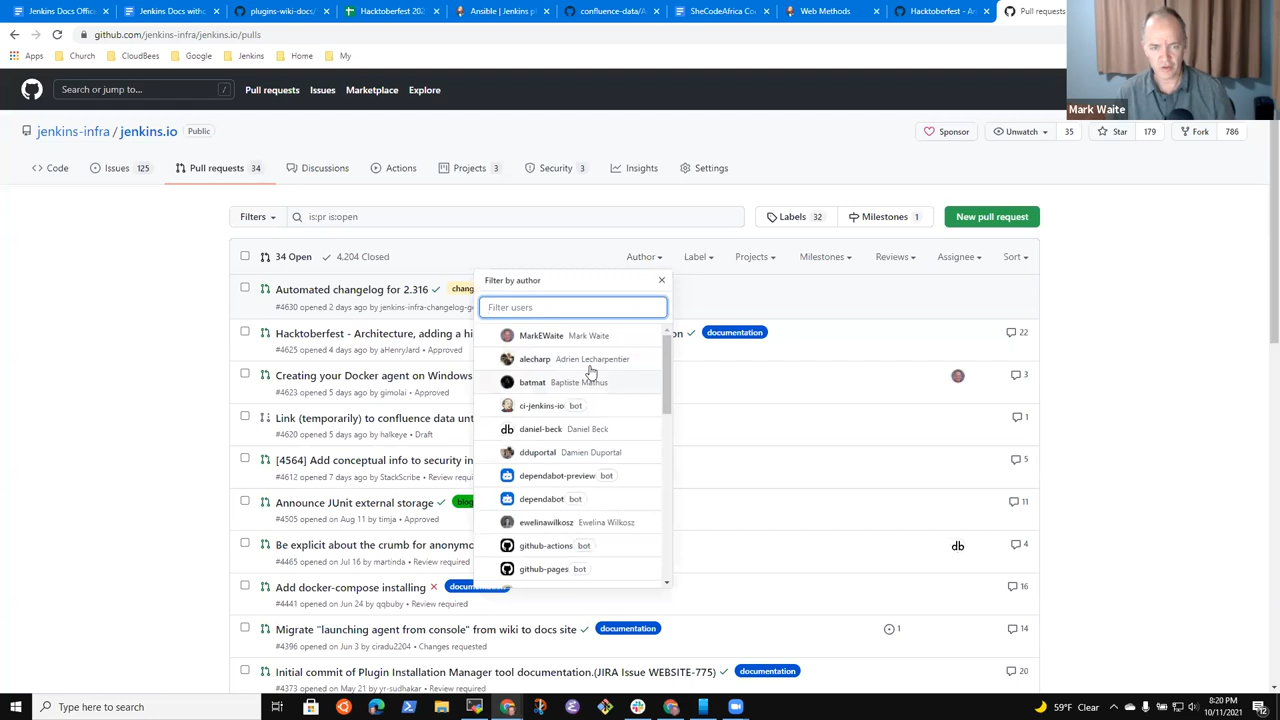 Jenkins Docs Offic
Jenkins Docs with
plugins-wiki-docs/
Hacktoberfest 202
Ansible | Jenkins pl
confluence-data/A
SheCodeAfrica Co
Web Methods
Hacktoberfest - Ar
Pull requests
github.com/jenkins-infra/jenkins.io/pulls
Apps
Church
CloudBees
Google
Jenkins
Home
My
Mark Waite
Search or jump to...
/
Pull requests
Issues
Marketplace
Explore
jenkins-infra / jenkins.io
Public
Sponsor
Unwatch
35
Star
179
Fork
786
Code
Issues 125
Pull requests 34
Discussions
Actions
Projects 3
Security 3
Insights
Settings
Filters
is:pr is:open
Labels 32
Milestones 1
New pull request
34 Open
4,204 Closed
Author
Label
Projects
Milestones
Reviews
Assignee
Sort
Filter by author
Filter users
MarkEWaite Mark Waite
alecharp Adrien Lecharpentier
batmat Baptiste Mathus
ci-jenkins-io bot
daniel-beck Daniel Beck
dduportal Damien Duportal
dependabot-preview bot
dependabot bot
ewelinawilkosz Ewelina Wilkosz
github-actions bot
github-pages bot
Automated changelog for 2.316
chang
#4630 opened 2 days ago by jenkins-infra-changelog-ge
Hacktoberfest - Architecture, adding a hi
on
documentation
22
#4625 opened 4 days ago by aHenryJard • Approved
Creating your Docker agent on Windows
3
#4623 opened 5 days ago by gimolai • Approved
Link (temporarily) to confluence data unt
1
#4620 opened 5 days ago by halkeye • Draft
[4564] Add conceptual info to security in
5
#4612 opened 7 days ago by StackScribe • Review requ
Announce JUnit external storage
blog
11
#4505 opened on Aug 11 by timja • Approved
Be explicit about the crumb for anonymo
db
4
#4465 opened on Jul 16 by martinda • Review required
Add docker-compose installing
docum
16
#4441 opened on Jun 24 by qqbuby • Review required
Migrate "launching agent from console" from wiki to docs site
documentation
1
14
#4396 opened on Jun 3 by ciradu2204 • Changes requested
Initial commit of Plugin Installation Manager tool documentation.(JIRA Issue WEBSITE-775)
documentation
20
#4373 opened on May 21 by yr-sudhakar • Review required
Type here to search
59°F Clear
8:20 PM
10/11/2021
12